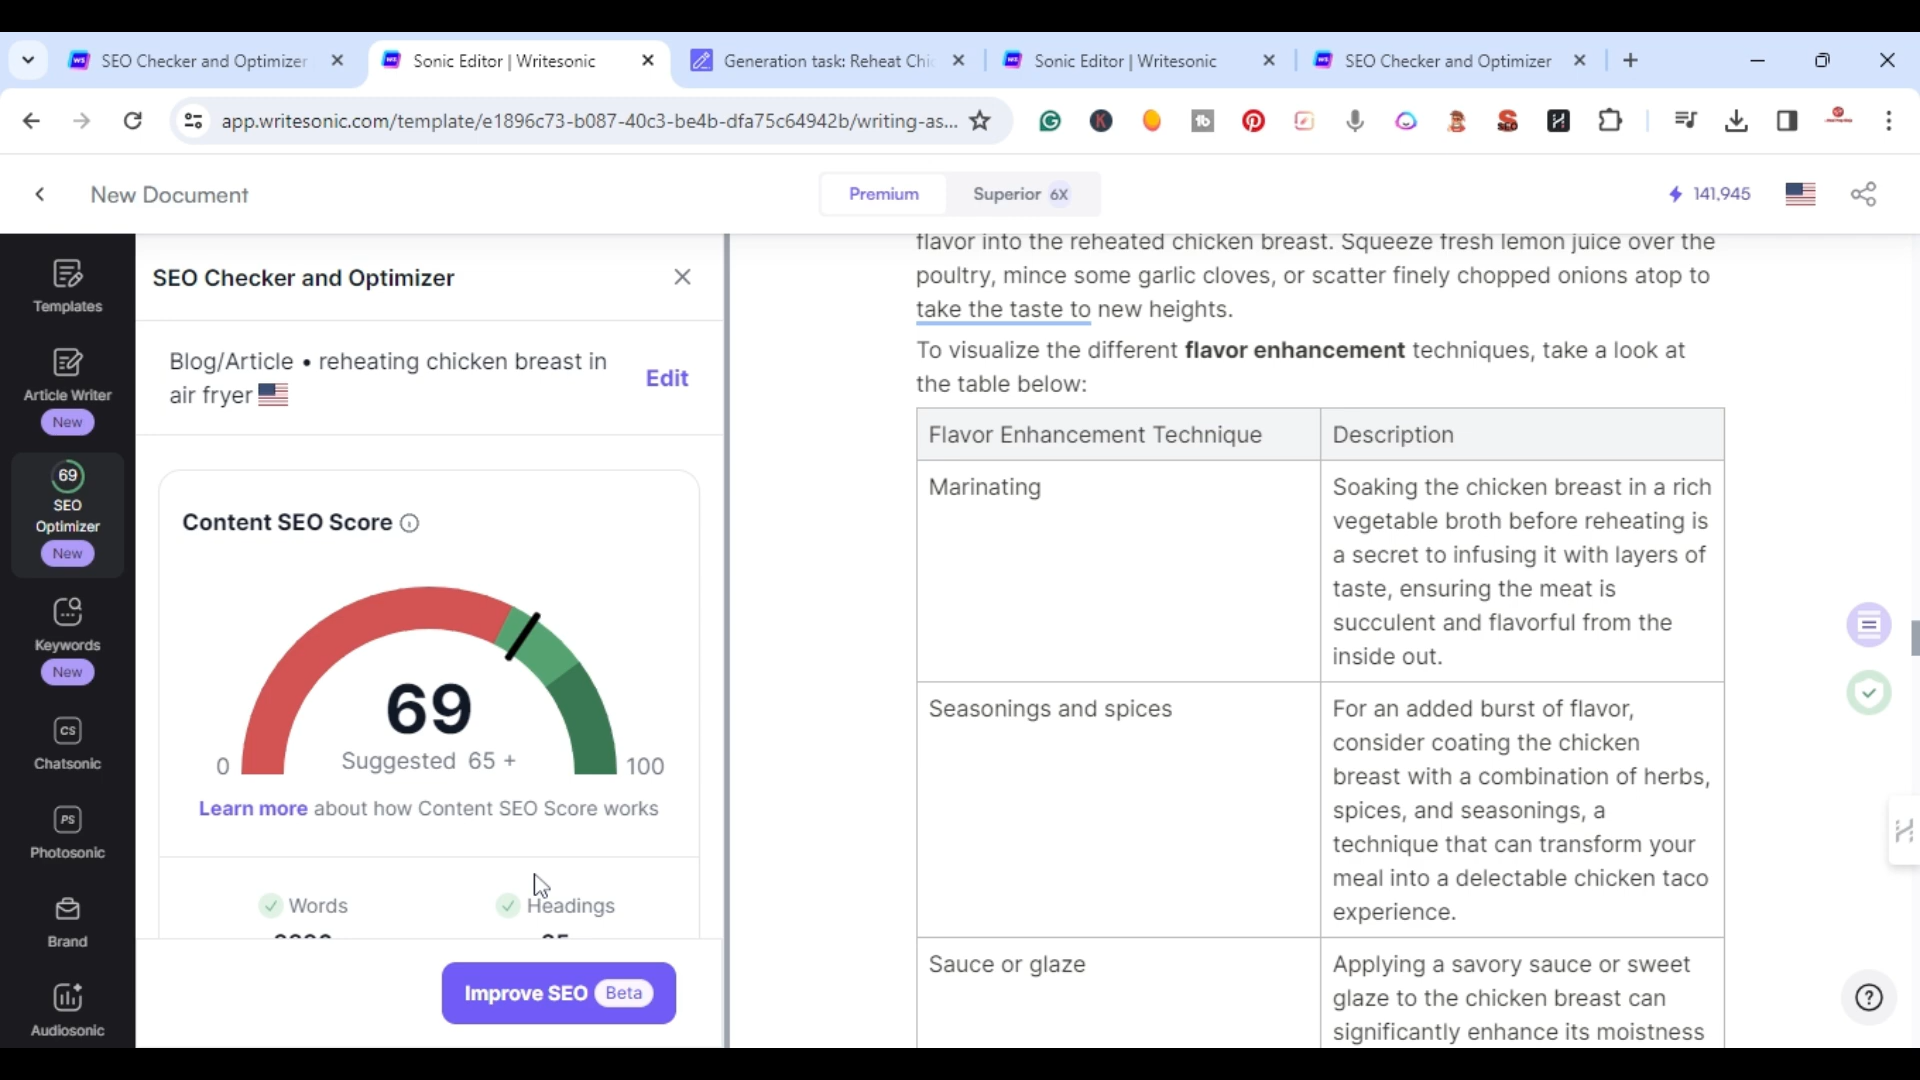 SEO Checker and Optimizer
Sonic Editor | Writesonic
Generation task: Reheat Chi
Sonic Editor | Writesonic
SEO Checker and Optimizer
app.writesonic.com/template/e1896c73-b087-40c3-be4b-dfa75c64942b/writing-as...
New Document
Premium
Superior 6X
141,945
Templates
Article Writer
New
69
SEO
Optimizer
New
Keywords
New
CS
Chatsonic
PS
Photosonic
Brand
Audiosonic
SEO Checker and Optimizer
Blog/Article • reheating chicken breast in
air fryer
Edit
Content SEO Score
69
0
Suggested 65 +
100
Learn more about how Content SEO Score works
Words
Headings
Improve SEO Beta
flavor into the reheated chicken breast. Squeeze fresh lemon juice over the
poultry, mince some garlic cloves, or scatter finely chopped onions atop to
take the taste to new heights.
To visualize the different flavor enhancement techniques, take a look at
the table below:
Flavor Enhancement Technique
Description
Marinating
Soaking the chicken breast in a rich
vegetable broth before reheating is
a secret to infusing it with layers of
taste, ensuring the meat is
succulent and flavorful from the
inside out.
Seasonings and spices
For an added burst of flavor,
consider coating the chicken
breast with a combination of herbs,
spices, and seasonings, a
technique that can transform your
meal into a delectable chicken taco
experience.
Sauce or glaze
Applying a savory sauce or sweet
glaze to the chicken breast can
significantly enhance its moistness